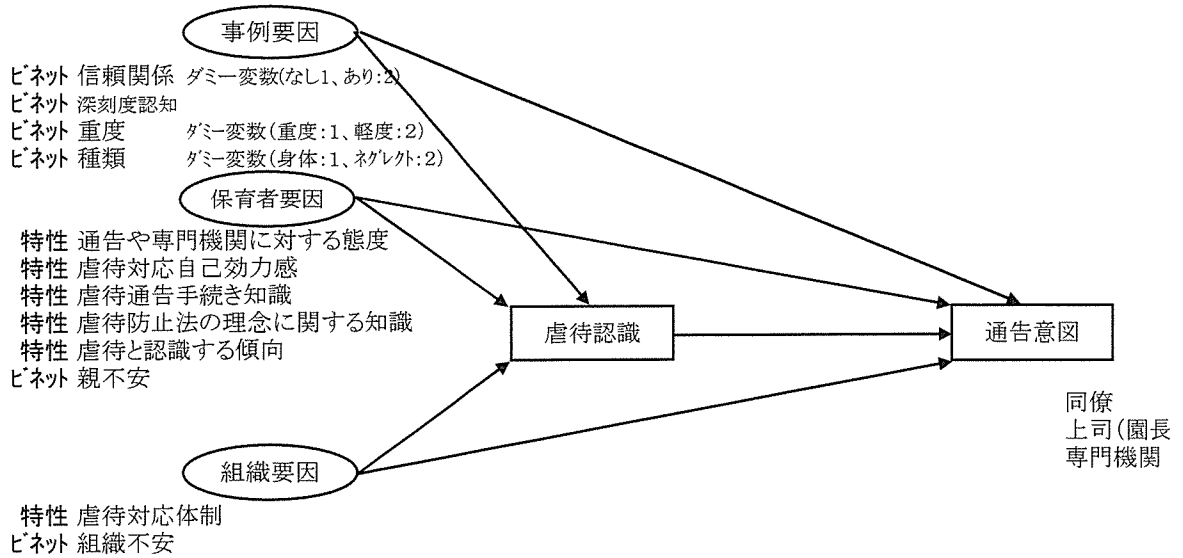 事例要因
ビネット 信頼関係 ダミー変数(なし1、あり:2)
ビネット 深刻度認知
ビネット 重度 ダミー変数(重度:1、軽度:2)
ビネット 種類 ダミー変数(身体:1、ネグレクト:2)
保育者要因
特性 通告や専門機関に対する態度
特性 虐待対応自己効力感
特性 虐待通告手続き知識
特性 虐待防止法の理念に関する知識
特性 虐待と認識する傾向
ビネット 親不安
虐待認識
通告意図
同僚
上司(園長
専門機関
組織要因
特性 虐待対応体制
ビネット 組織不安